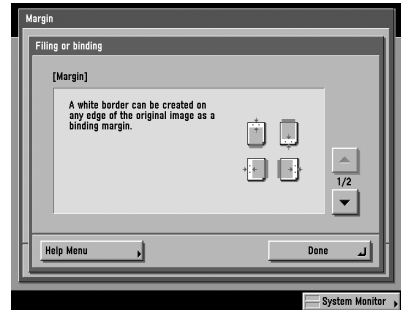 Margin
Filing or binding
[Margin]
A white border can be created on
any edge of the original image as a
binding margin.
1/2
Help Menu
Done
System Monitor